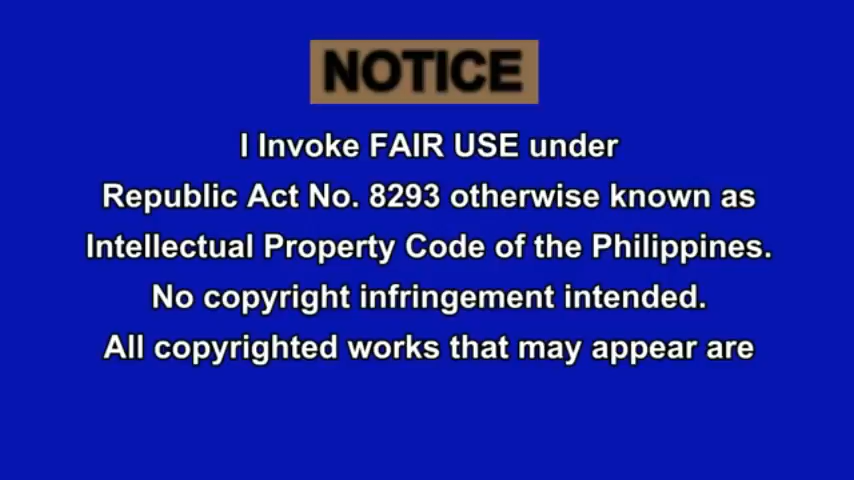 NOTICE
I Invoke FAIR USE under
Republic Act No. 8293 otherwise known as
Intellectual Property Code of the Philippines.
No copyright infringement intended.
All copyrighted works that may appear are